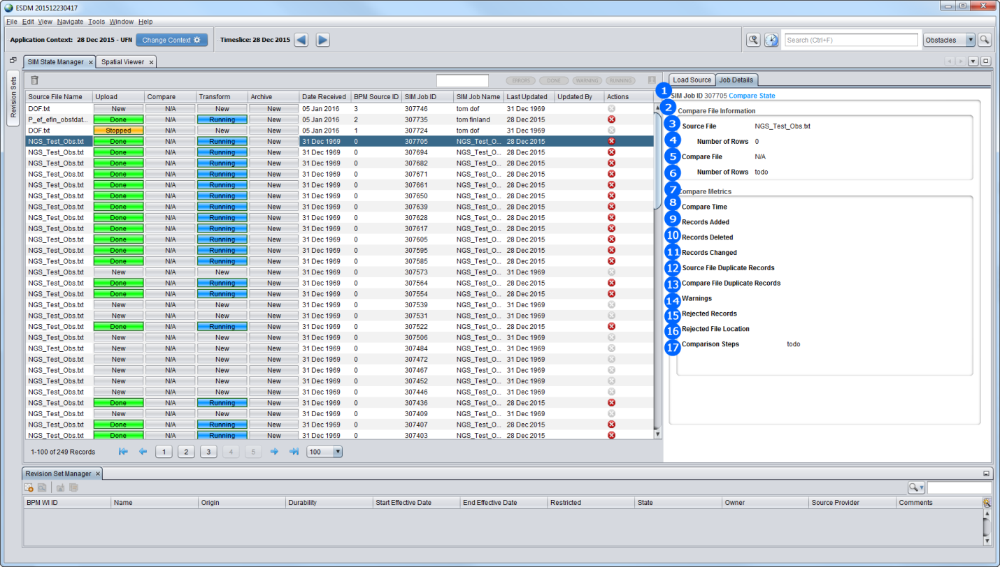 ESDM 201512230417
File Edit View Navigate Tools Window Help
Application Context: 28 Dec 2015 - UFN Change Context Timeslice: 28 Dec 2015 Search (Ctrl+F) Obstacles
SIM State Manager × Spatial Viewer ×
Revision Sets
ERRORS DONE WARNING RUNNING
Source File Name Upload Compare Transform Archive Date Received BPM Source ID SIM Job ID SIM Job Name Last Updated Updated By Actions
DOF.txt New N/A New New 05 Jan 2016 3 307746 tom dof 31 Dec 1969
P_ef_efin_obstdat... Done N/A Running New 05 Jan 2016 2 307735 tom finland 28 Dec 2015
DOF.txt Stopped N/A New New 05 Jan 2016 1 307724 tom dof 31 Dec 1969
NGS_Test_Obs.txt Done N/A Running New 31 Dec 1969 0 307705 NGS_Test_O... 28 Dec 2015
NGS_Test_Obs.txt Done N/A Running New 31 Dec 1969 0 307694 NGS_Test_O... 28 Dec 2015
NGS_Test_Obs.txt Done N/A Running New 31 Dec 1969 0 307682 NGS_Test_O... 28 Dec 2015
NGS_Test_Obs.txt Done N/A Running New 31 Dec 1969 0 307671 NGS_Test_O... 28 Dec 2015
NGS_Test_Obs.txt Done N/A Running New 31 Dec 1969 0 307661 NGS_Test_O... 28 Dec 2015
NGS_Test_Obs.txt Done N/A Running New 31 Dec 1969 0 307650 NGS_Test_O... 28 Dec 2015
NGS_Test_Obs.txt Done N/A Running New 31 Dec 1969 0 307639 NGS_Test_O... 28 Dec 2015
NGS_Test_Obs.txt Done N/A Running New 31 Dec 1969 0 307628 NGS_Test_O... 28 Dec 2015
NGS_Test_Obs.txt Done N/A Running New 31 Dec 1969 0 307617 NGS_Test_O... 28 Dec 2015
NGS_Test_Obs.txt Done N/A Running New 31 Dec 1969 0 307605 NGS_Test_O... 28 Dec 2015
NGS_Test_Obs.txt Done N/A Running New 31 Dec 1969 0 307595 NGS_Test_O... 28 Dec 2015
NGS_Test_Obs.txt Done N/A Running New 31 Dec 1969 0 307585 NGS_Test_O... 28 Dec 2015
NGS_Test_Obs.txt New N/A New New 31 Dec 1969 0 307573 NGS_Test_O... 31 Dec 1969
NGS_Test_Obs.txt Done N/A Running New 31 Dec 1969 0 307564 NGS_Test_O... 28 Dec 2015
NGS_Test_Obs.txt Done N/A Running New 31 Dec 1969 0 307554 NGS_Test_O... 28 Dec 2015
NGS_Test_Obs.txt New N/A New New 31 Dec 1969 0 307539 NGS_Test_O... 31 Dec 1969
NGS_Test_Obs.txt New N/A New New 31 Dec 1969 0 307531 NGS_Test_O... 31 Dec 1969
NGS_Test_Obs.txt Done N/A Running New 31 Dec 1969 0 307522 NGS_Test_O... 28 Dec 2015
NGS_Test_Obs.txt New N/A New New 31 Dec 1969 0 307506 NGS_Test_O... 31 Dec 1969
NGS_Test_Obs.txt New N/A New New 31 Dec 1969 0 307484 NGS_Test_O... 31 Dec 1969
NGS_Test_Obs.txt New N/A New New 31 Dec 1969 0 307472 NGS_Test_O... 31 Dec 1969
NGS_Test_Obs.txt New N/A New New 31 Dec 1969 0 307467 NGS_Test_O... 31 Dec 1969
NGS_Test_Obs.txt New N/A New New 31 Dec 1969 0 307452 NGS_Test_O... 31 Dec 1969
NGS_Test_Obs.txt New N/A New New 31 Dec 1969 0 307446 NGS_Test_O... 31 Dec 1969
NGS_Test_Obs.txt Done N/A Running New 31 Dec 1969 0 307436 NGS_Test_O... 28 Dec 2015
NGS_Test_Obs.txt New N/A New New 31 Dec 1969 0 307409 NGS_Test_O... 31 Dec 1969
NGS_Test_Obs.txt Done N/A Running New 31 Dec 1969 0 307407 NGS_Test_O... 28 Dec 2015
NGS_Test_Obs.txt Done N/A Running New 31 Dec 1969 0 307403 NGS_Test_O... 28 Dec 2015
1-100 of 249 Records 1 2 3 4 5 100
Load Source Job Details
1 SIM Job ID 307705 Compare State
2 Compare File Information
3 Source File NGS_Test_Obs.txt
4 Number of Rows 0
5 Compare File N/A
6 Number of Rows todo
7 Compare Metrics
8 Compare Time
9 Records Added
10 Records Deleted
11 Records Changed
12 Source File Duplicate Records
13 Compare File Duplicate Records
14 Warnings
15 Rejected Records
16 Rejected File Location
17 Comparison Steps todo
Revision Set Manager ×
BPM WI ID Name Origin Durability Start Effective Date End Effective Date Restricted State Owner Source Provider Comments